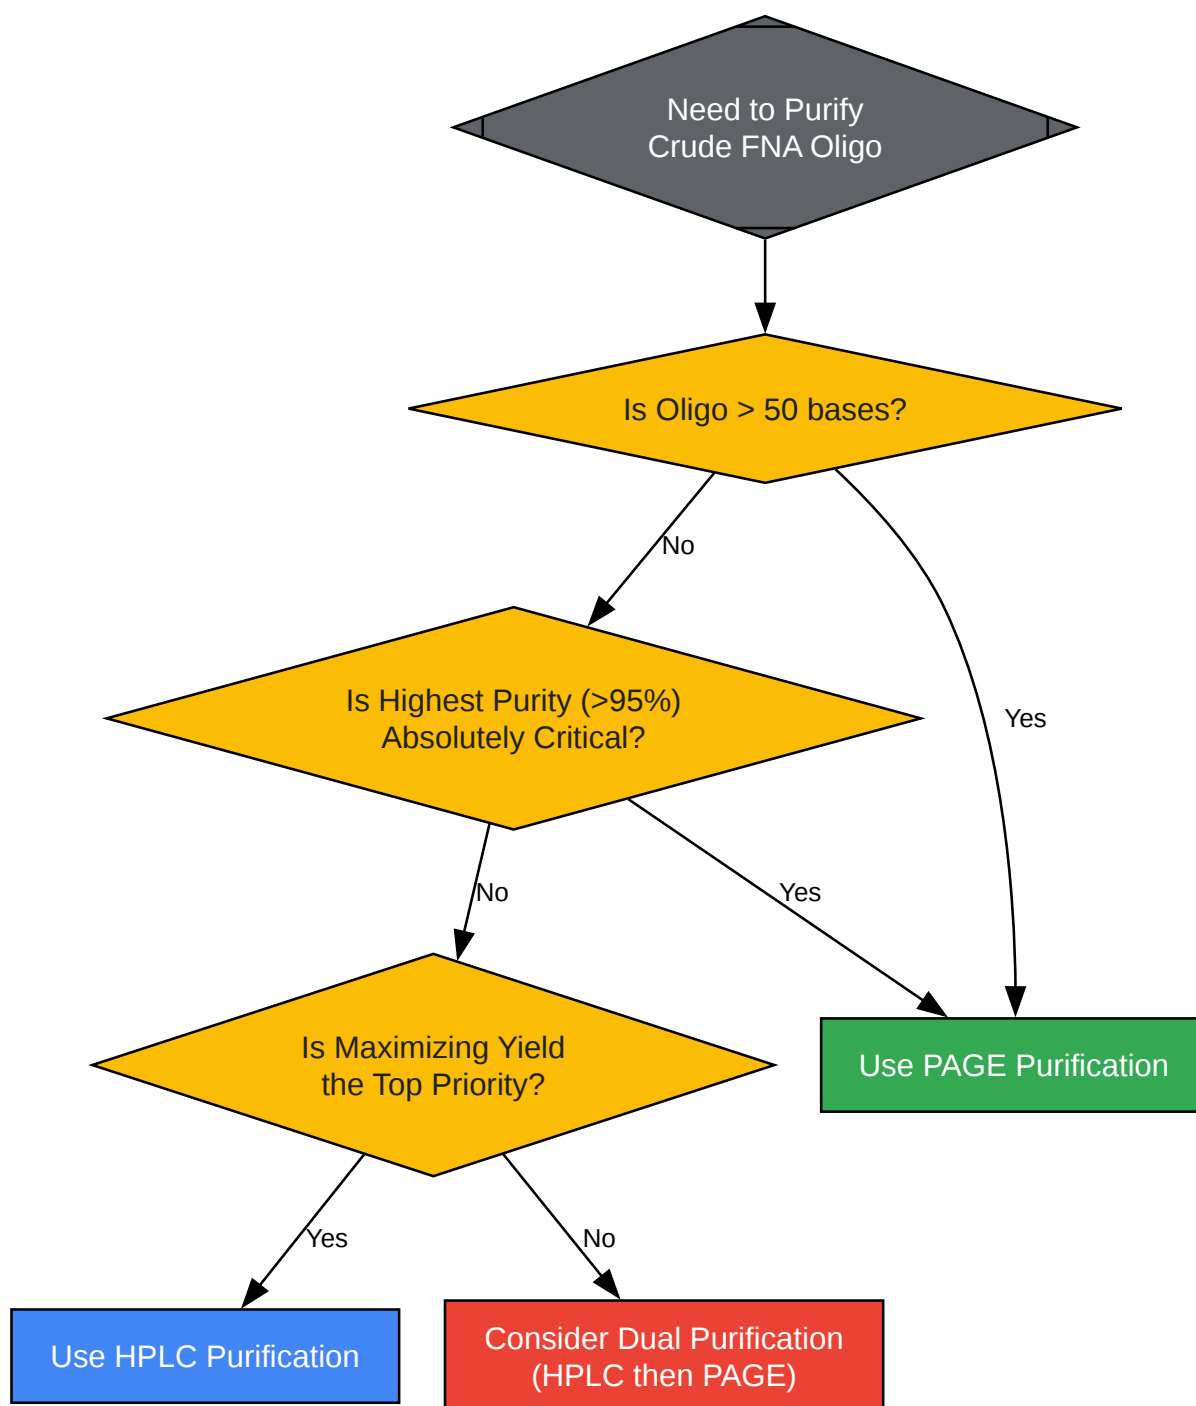 Need to Purify
Crude FNA Oligo
Is Oligo > 50 bases?
No
Is Highest Purity (>95%)
Absolutely Critical?
Yes
No
Yes
Is Maximizing Yield
the Top Priority?
Use PAGE Purification
Yes
No
Use HPLC Purification
Consider Dual Purification
(HPLC then PAGE)